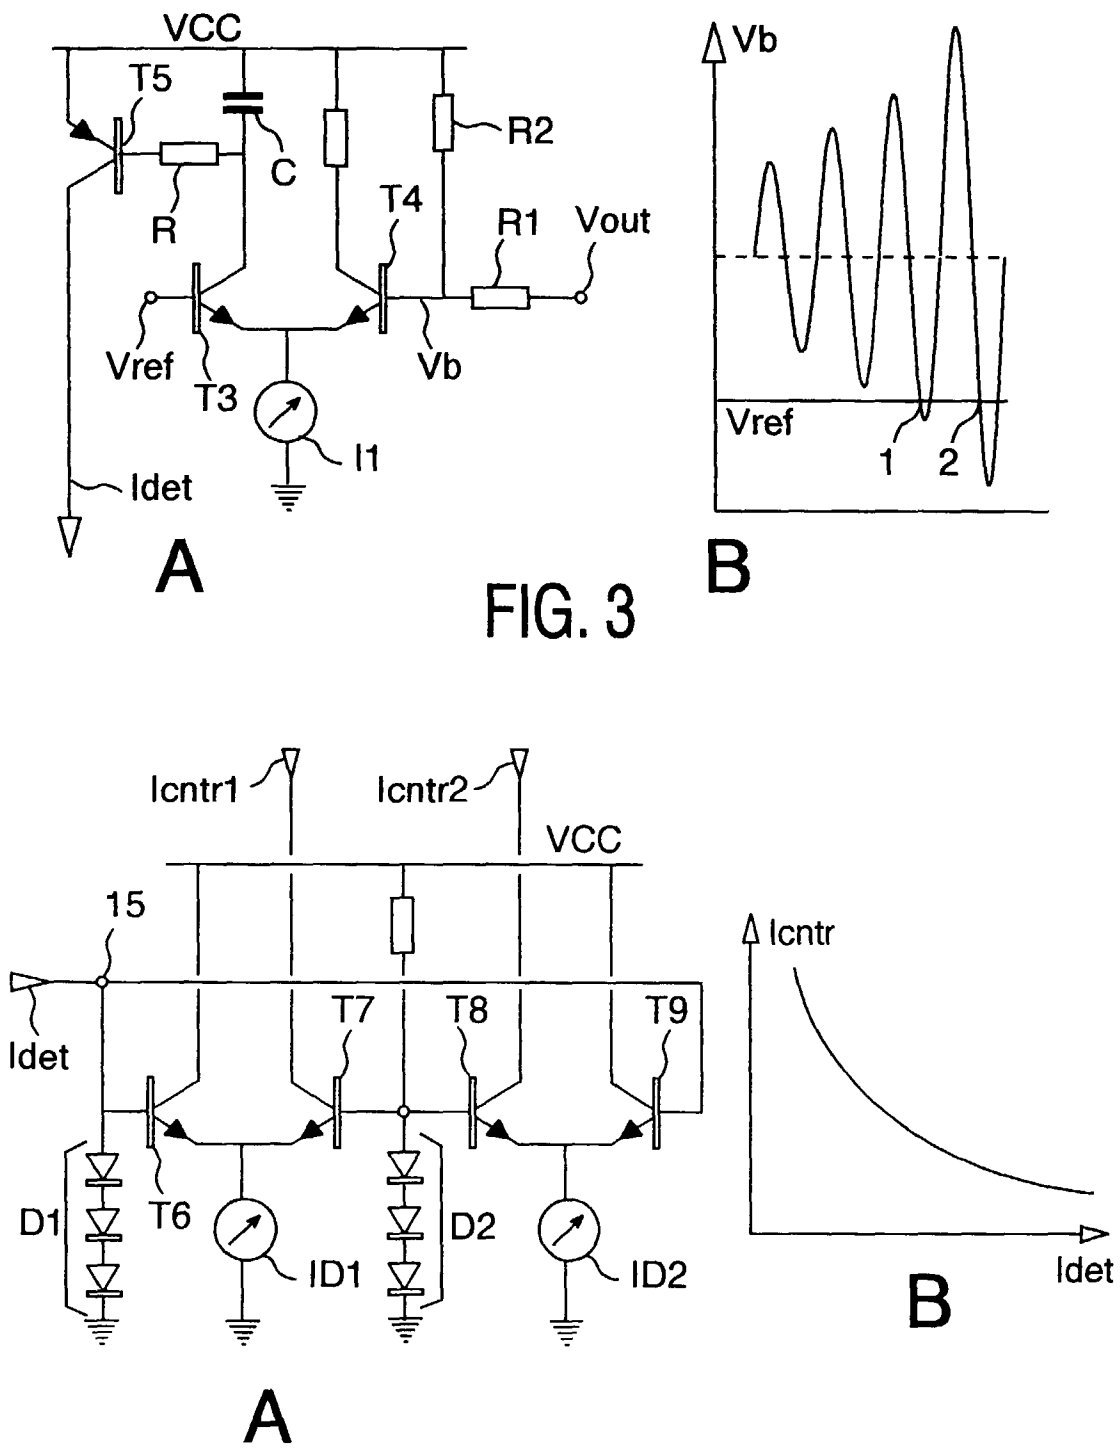 VCC
T5
R2
C
T4
R
R1
Vout
Vref
T3
Vb
I1
Idet
A
Vb
Vref
1
2
B
FIG. 3
Icntr1
Icntr2
VCC
15
Idet
T7
T8
T9
D1
T6
ID1
D2
ID2
A
Icntr
Idet
B